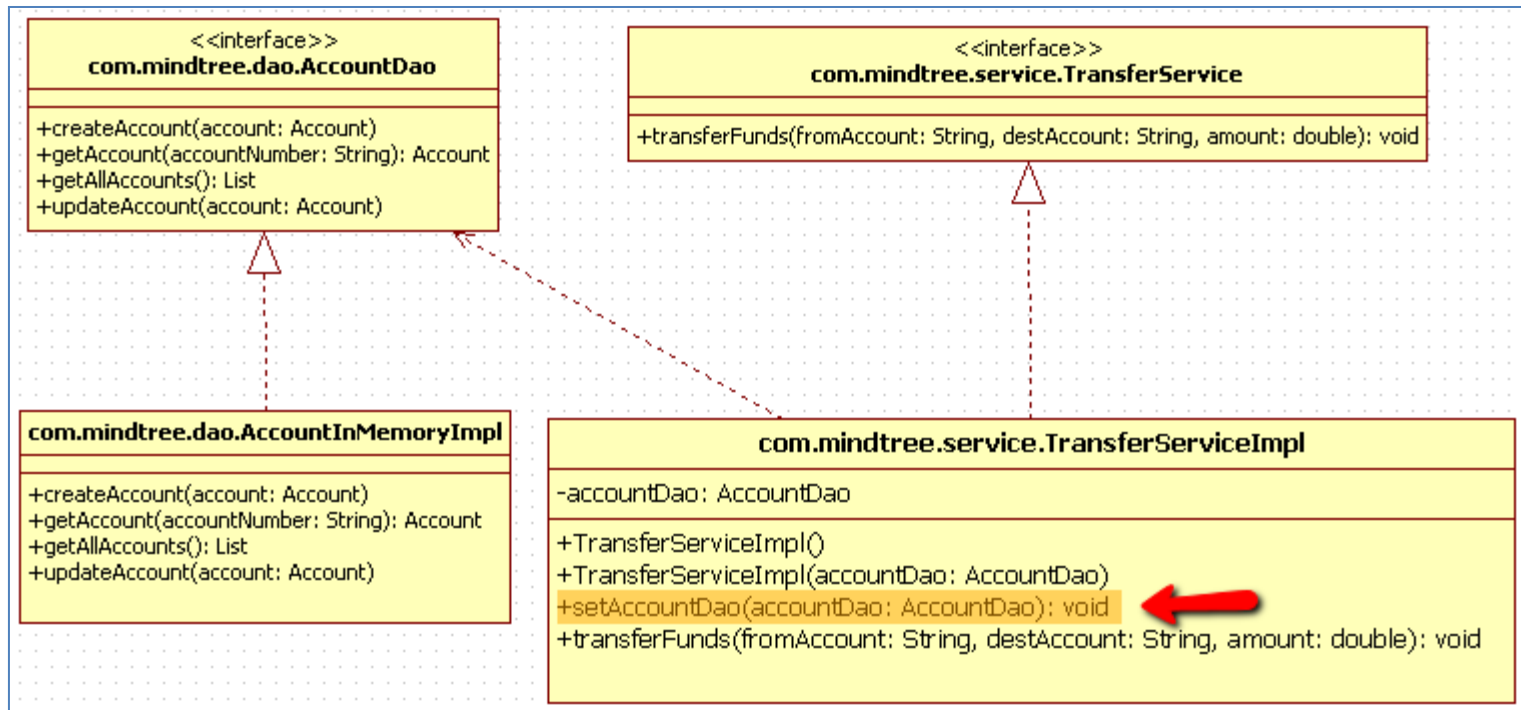 <<interface>>
com.mindtree.dao.AccountDao
+createAccount(account: Account)
+getAccount(accountNumber: String): Account
+getAllAccounts(): List
+updateAccount(account: Account)
<<interface>>
com.mindtree.service.TransferService
+transferFunds(fromAccount: String, destAccount: String, amount: double): void
com.mindtree.dao.AccountInMemoryImpl
+createAccount(account: Account)
+getAccount(accountNumber: String): Account
+getAllAccounts(): List
+updateAccount(account: Account)
com.mindtree.service.TransferServiceImpl
-accountDao: AccountDao
+TransferServiceImpl()
+TransferServiceImpl(accountDao: AccountDao)
+setAccountDao(accountDao: AccountDao): void
+transferFunds(fromAccount: String, destAccount: String, amount: double): void